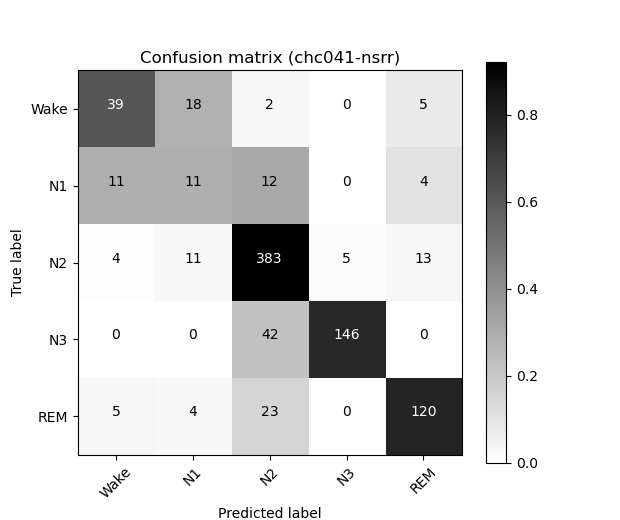 Confusion matrix (chc041-nsrr)
Wake 39 18 2 0 5
N1 11 11 12 0 4
N2 4 11 383 5 13
N3 0 0 42 146 0
REM 5 4 23 0 120
Wake N1 N2 N3 REM
Predicted label
True label
0.8
0.6
0.4
0.2
0.0